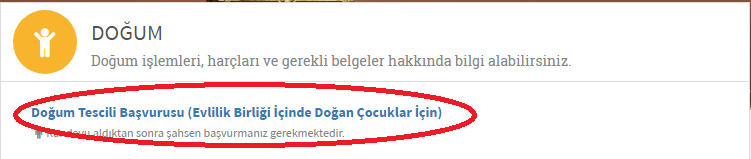 DOĞUM
Doğum işlemleri, harçları ve gerekli belgeler hakkında bilgi alabilirsiniz.
Doğum Tescili Başvurusu (Evlilik Birliği İçinde Doğan Çocuklar İçin)
Randevu aldıktan sonra şahsen başvurmanız gerekmektedir.